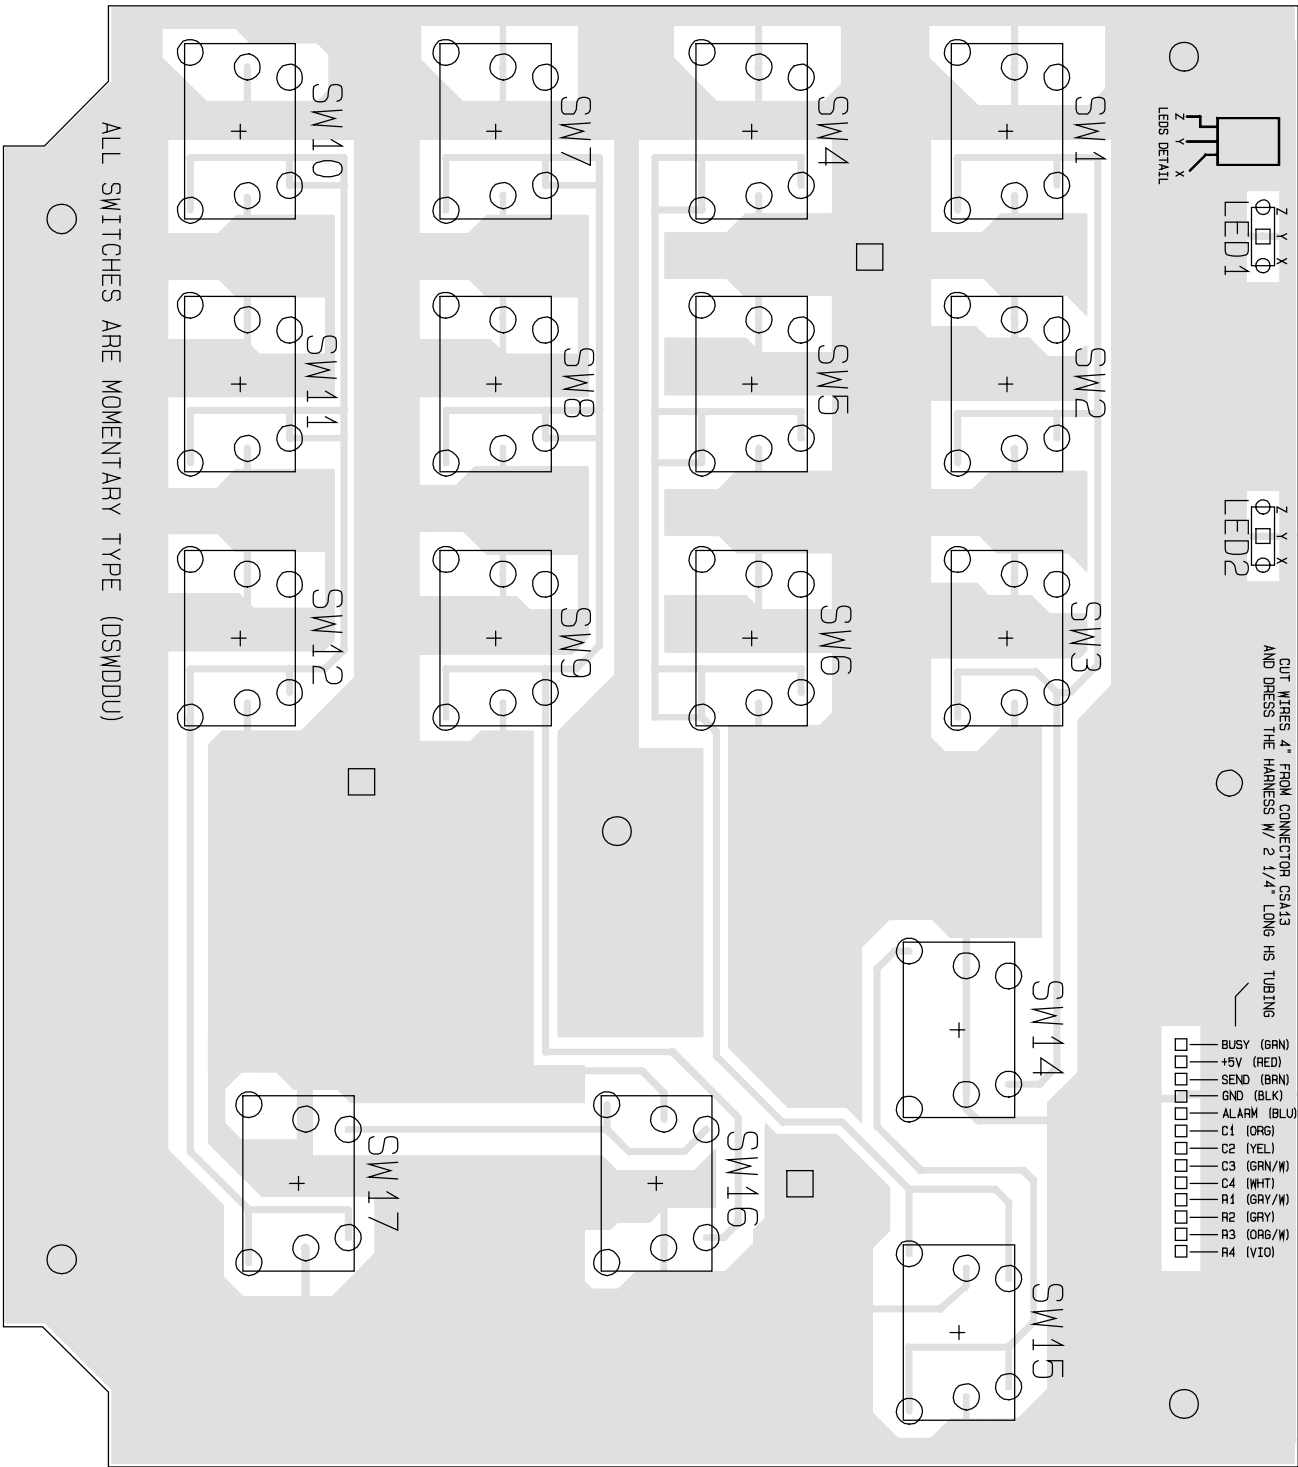 SW10
SW7
SW4
SW1
Z Y X
LEDS DETAIL
Z Y X
LED1
SW11
SW8
SW5
SW2
Z Y X
LED2
SW12
SW9
SW6
SW3
ALL SWITCHES ARE MOMENTARY TYPE (DSWDDU)
CUT WIRES 4" FROM CONNECTOR CSA13
AND DRESS THE HARNESS W/ 2 1/4" LONG HS TUBING
SW14
SW17
SW16
SW15
BUSY (GRN)
+5V (RED)
SEND (BRN)
GND (BLK)
ALARM (BLU)
C1 (ORG)
C2 (YEL)
C3 (GRN/W)
C4 (WHT)
R1 (GRY/W)
R2 (GRY)
R3 (ORG/W)
R4 (VIO)